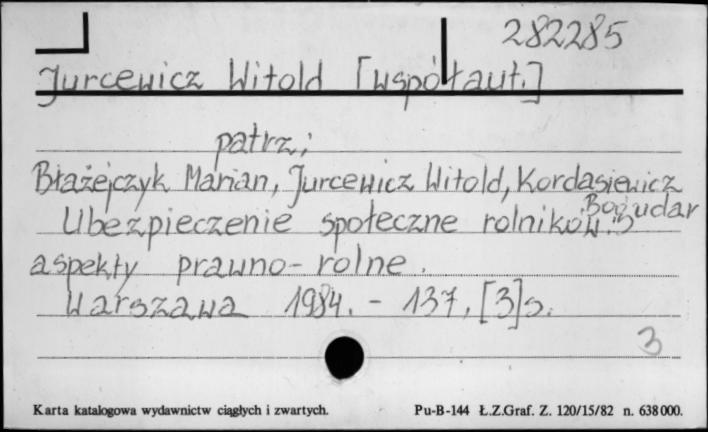 282285
Jurcewicz Witold [współaut.]
patrz:
Błażejczyk Marian, Jurcewicz Witold, Kordasiewicz
Bogudar
Ubezpieczenie społeczne rolników.
aspekty prawno-rolne.
Warszawa 1984. - 137, [3]s.
3
Karta katalogowa wydawnictw ciągłych i zwartych. Pu-B-144 Ł.Z.Graf. Z. 120/15/82 n. 638 000.